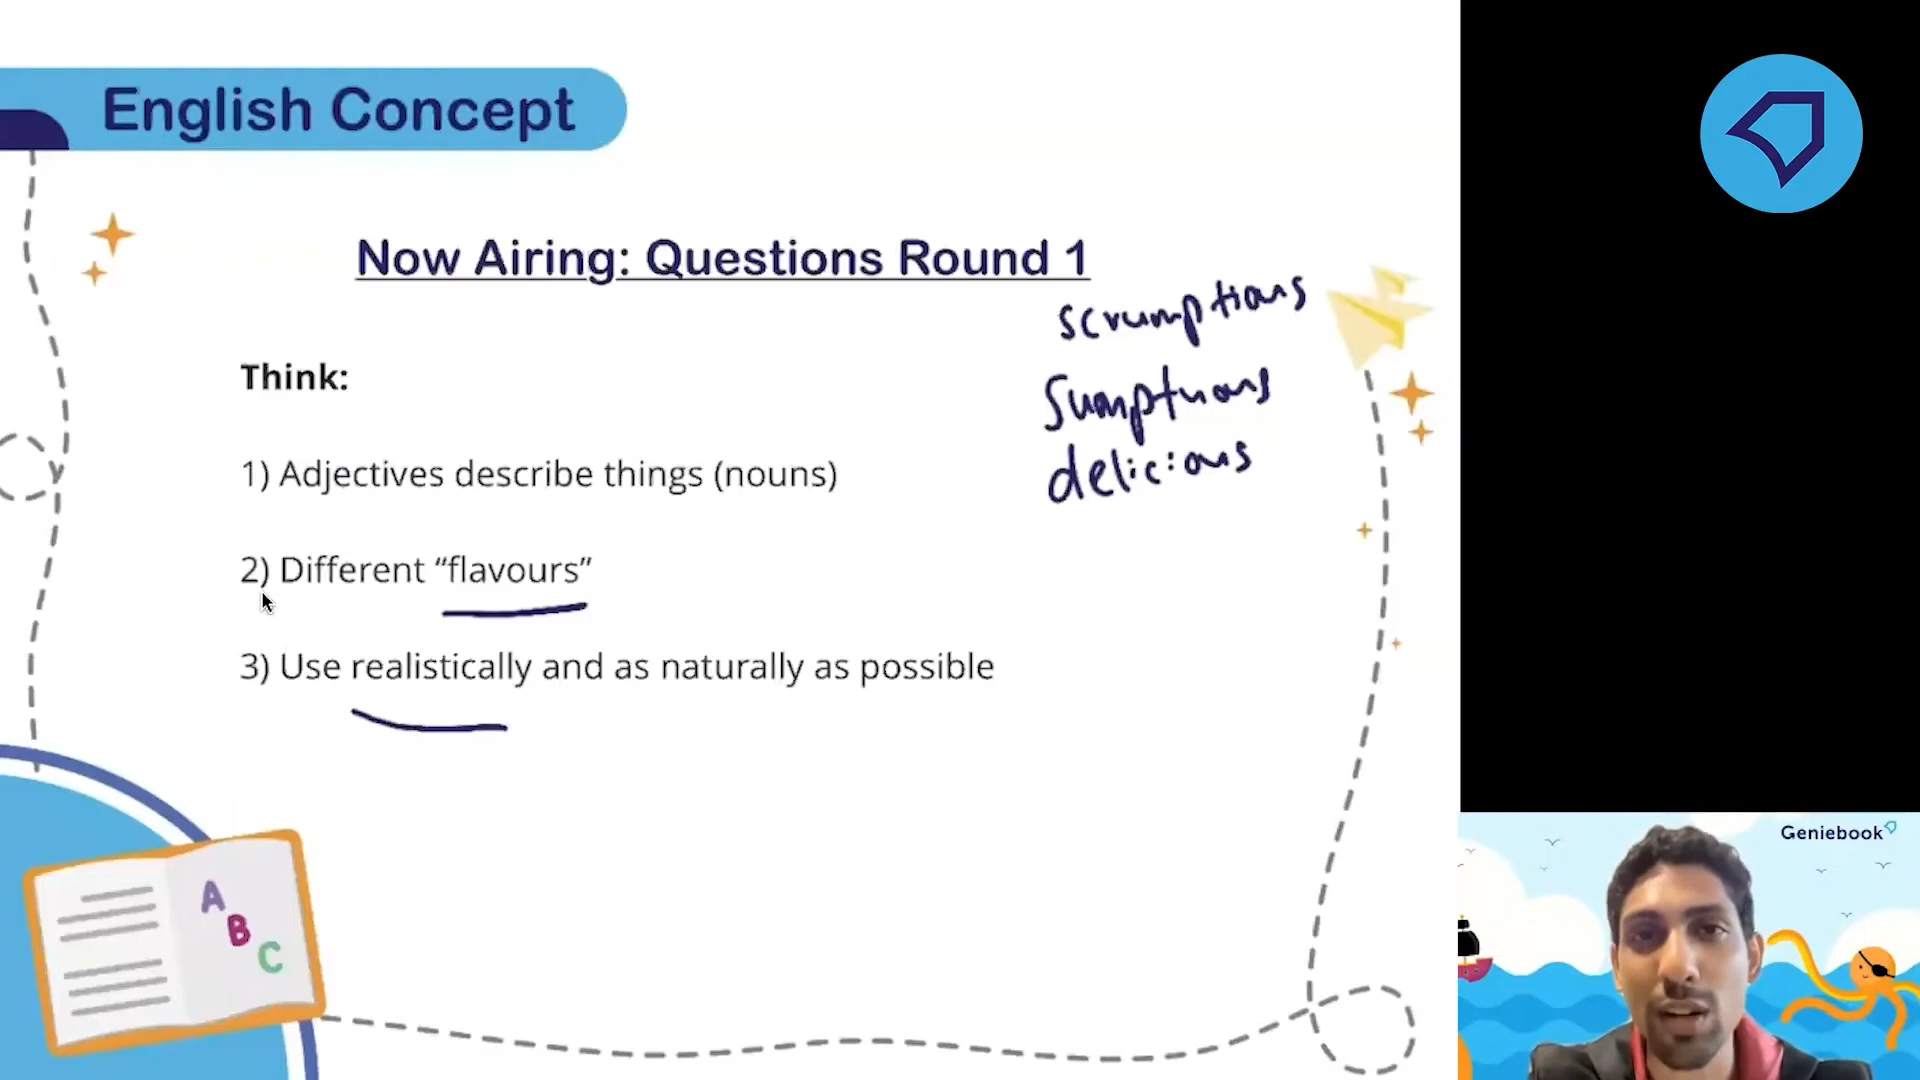 English Concept
Now Airing: Questions Round 1
scrumptious
Sumptuous
delicious
Think:
1) Adjectives describe things (nouns)
2) Different “flavours”
3) Use realistically and as naturally as possible
A
B
C
Geniebook